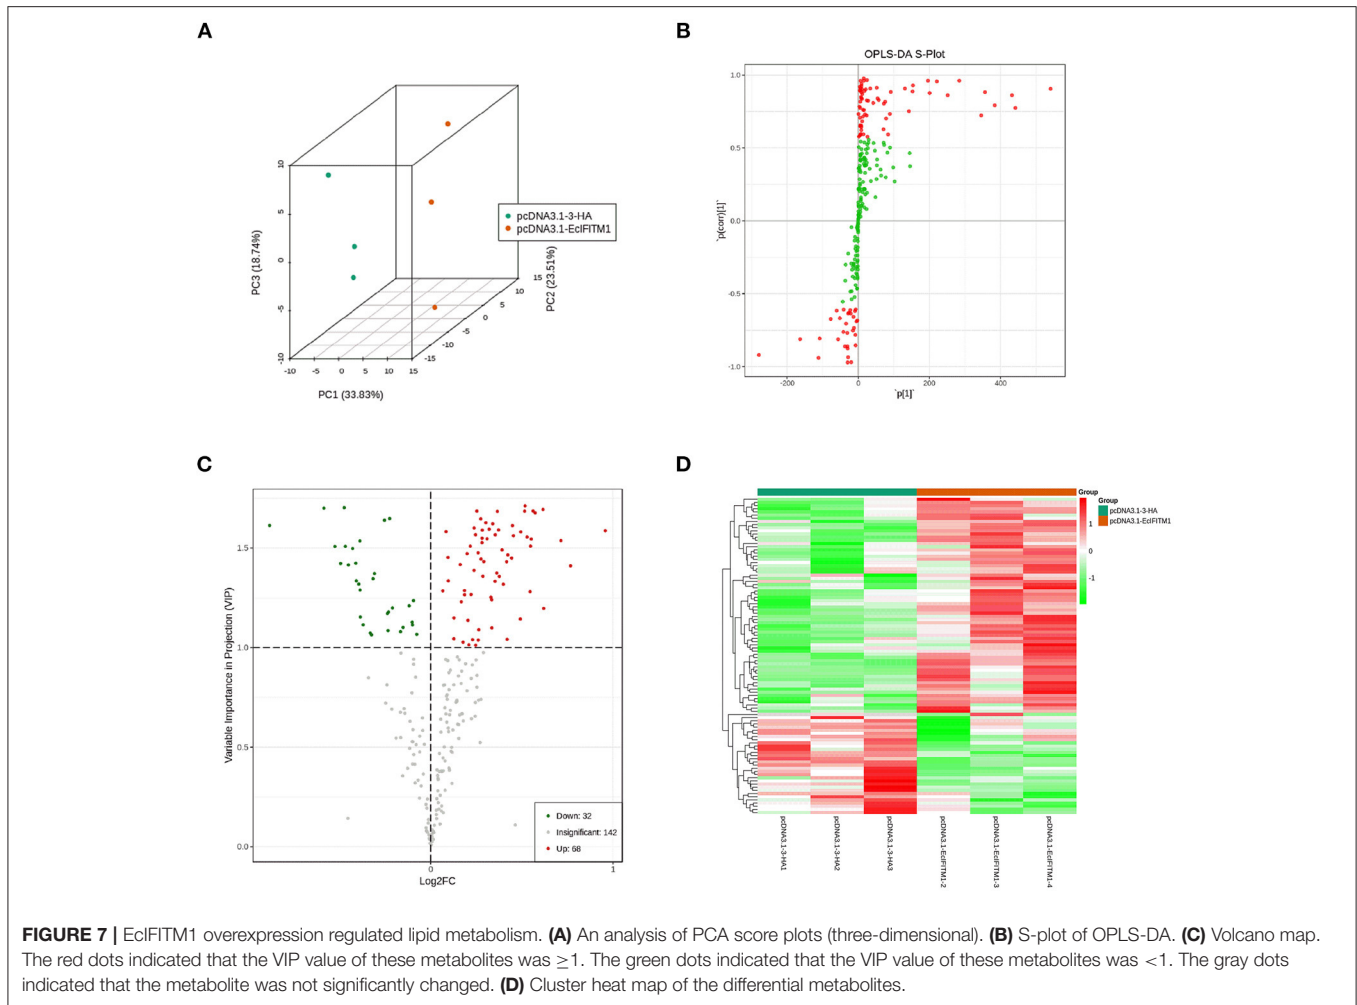 A
10
5
0
-5
-10
PC3 (18.74%)
-10 -5 0 5 10 15
PC1 (33.83%)
-15
-10
-5
0
5
10
15
PC2 (23.51%)
pcDNA3.1-3-HA
pcDNA3.1-EcIFITM1
B
OPLS-DA S-Plot
1.0
0.5
0.0
-0.5
-1.0
`p(corr)[1]`
-200 0 200 400
`p[1]`
C
1.5
1.0
0.5
0.0
Variable Importance in Projection (VIP)
0 1
Log2FC
Down: 32
Insignificant: 142
Up: 68
D
Group
1
0
-1
Group
pcDNA3.1-3-HA
pcDNA3.1-EcIFITM1
pcDNA3.1-3-HA1
pcDNA3.1-3-HA2
pcDNA3.1-3-HA3
pcDNA3.1-EcIFITM1-2
pcDNA3.1-EcIFITM1-3
pcDNA3.1-EcIFITM1-4
FIGURE 7 | EcIFITM1 overexpression regulated lipid metabolism. (A) An analysis of PCA score plots (three-dimensional). (B) S-plot of OPLS-DA. (C) Volcano map.
The red dots indicated that the VIP value of these metabolites was ≥1. The green dots indicated that the VIP value of these metabolites was <1. The gray dots
indicated that the metabolite was not significantly changed. (D) Cluster heat map of the differential metabolites.